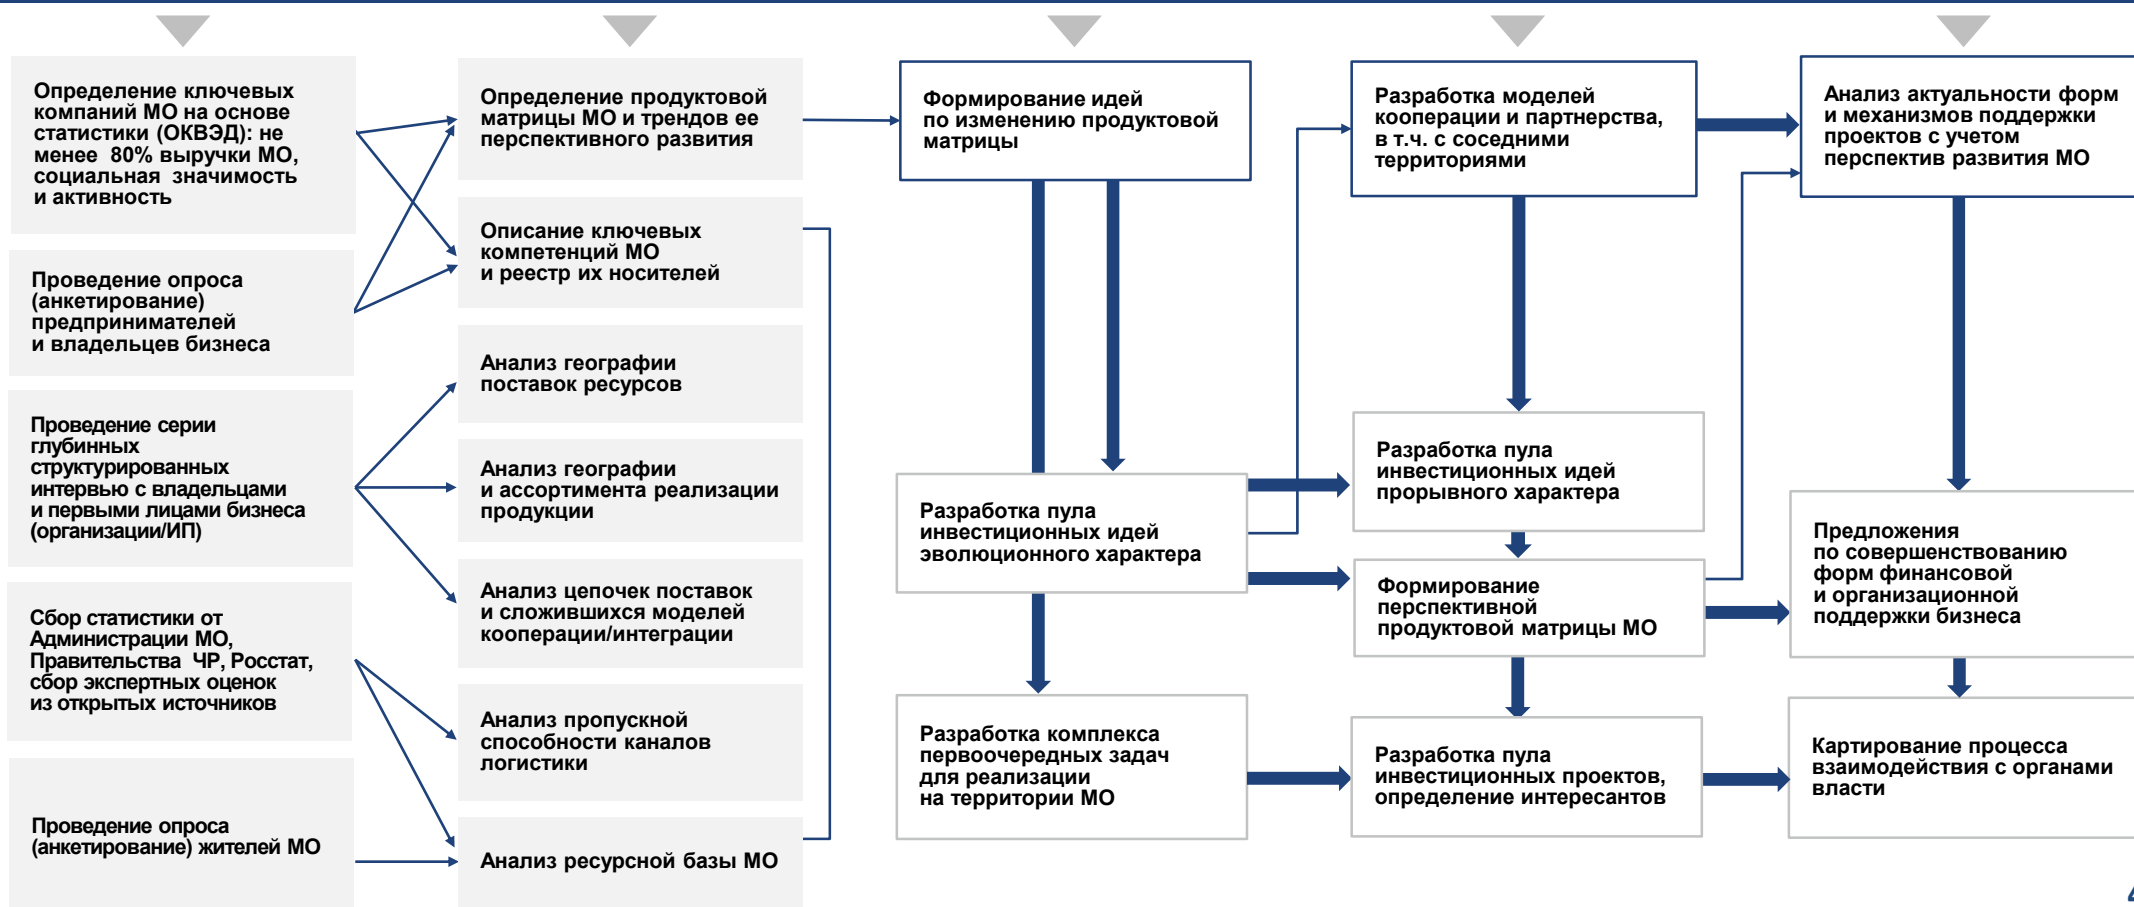 Определение ключевых
компаний МО на основе
статистики (ОКВЭД): не
менее 80% выручки МО,
социальная значимость
и активность
Проведение опроса
(анкетирование)
предпринимателей
и владельцев бизнеса
Проведение серии
глубинных
структурированных
интервью с владельцами
и первыми лицами бизнеса
(организации/ИП)
Сбор статистики от
Администрации МО,
Правительства ЧР, Росстат,
сбор экспертных оценок
из открытых источников
Проведение опроса
(анкетирование) жителей МО
Определение продуктовой
матрицы МО и трендов ее
перспективного развития
Описание ключевых
компетенций МО
и реестр их носителей
Анализ географии
поставок ресурсов
Анализ географии
и ассортимента реализации
продукции
Анализ цепочек поставок
и сложившихся моделей
кооперации/интеграции
Анализ пропускной
способности каналов
логистики
Анализ ресурсной базы МО
Формирование идей
по изменению продуктовой
матрицы
Разработка пула
инвестиционных идей
эволюционного характера
Разработка комплекса
первоочередных задач
для реализации
на территории МО
Разработка моделей
кооперации и партнерства,
в т.ч. с соседними
территориями
Разработка пула
инвестиционных идей
прорывного характера
Формирование
перспективной
продуктовой матрицы МО
Разработка пула
инвестиционных проектов,
определение интересантов
Анализ актуальности форм
и механизмов поддержки
проектов с учетом
перспектив развития МО
Предложения
по совершенствованию
форм финансовой
и организационной
поддержки бизнеса
Картирование процесса
взаимодействия с органами
власти